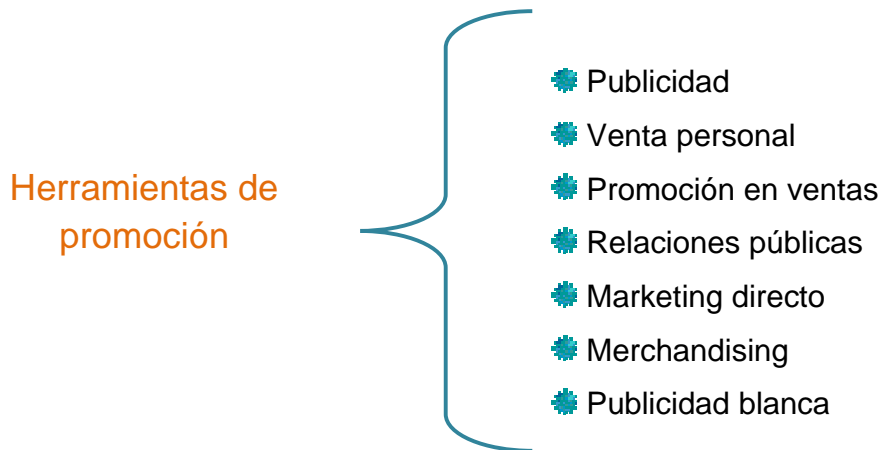 Herramientas de
promoción
Publicidad
Venta personal
Promoción en ventas
Relaciones públicas
Marketing directo
Merchandising
Publicidad blanca